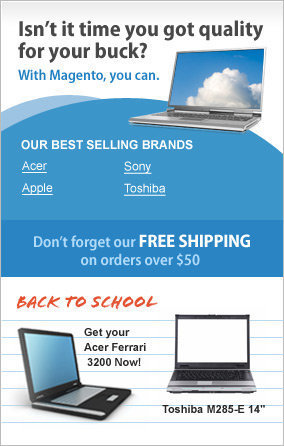 Isn't it time you got quality
for your buck?
With Magento, you can.
OUR BEST SELLING BRANDS
Acer Sony
Apple Toshiba
Don't forget our FREE SHIPPING
on orders over $50
BACK TO SCHOOL
Get your
Acer Ferrari
3200 Now!
Toshiba M285-E 14"